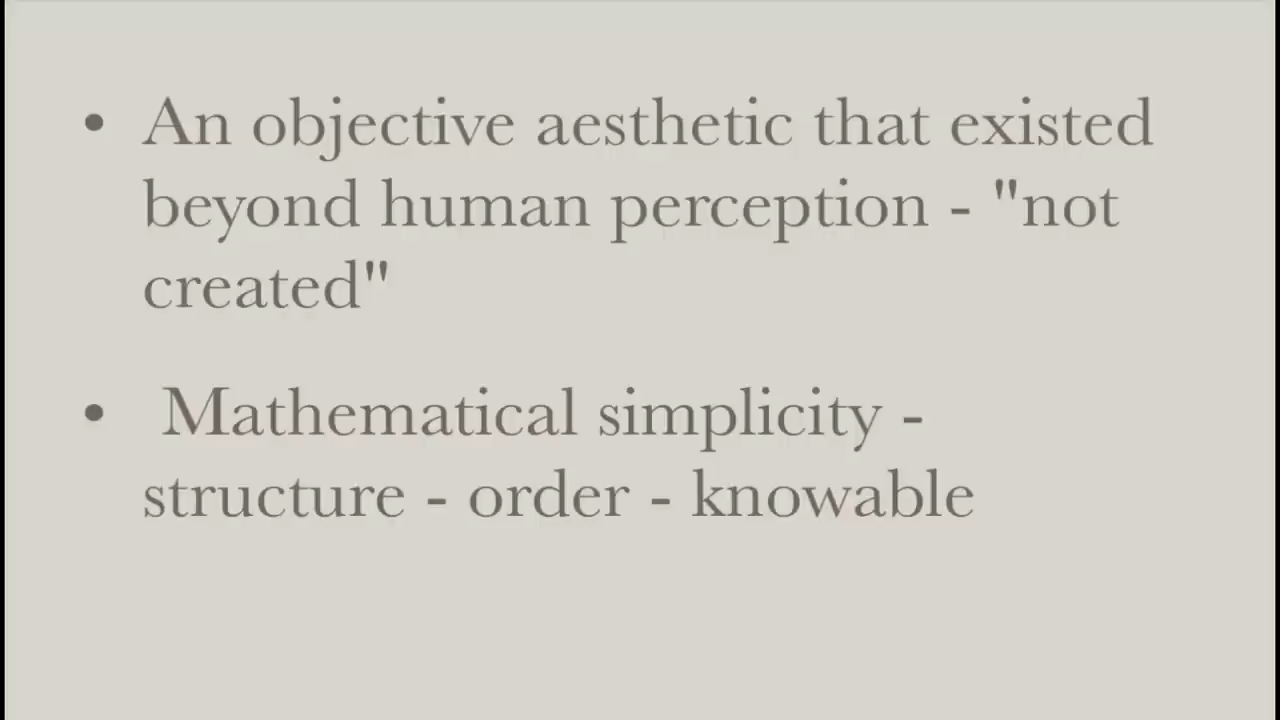 • An objective aesthetic that existed
beyond human perception - "not
created"
• Mathematical simplicity -
structure - order - knowable